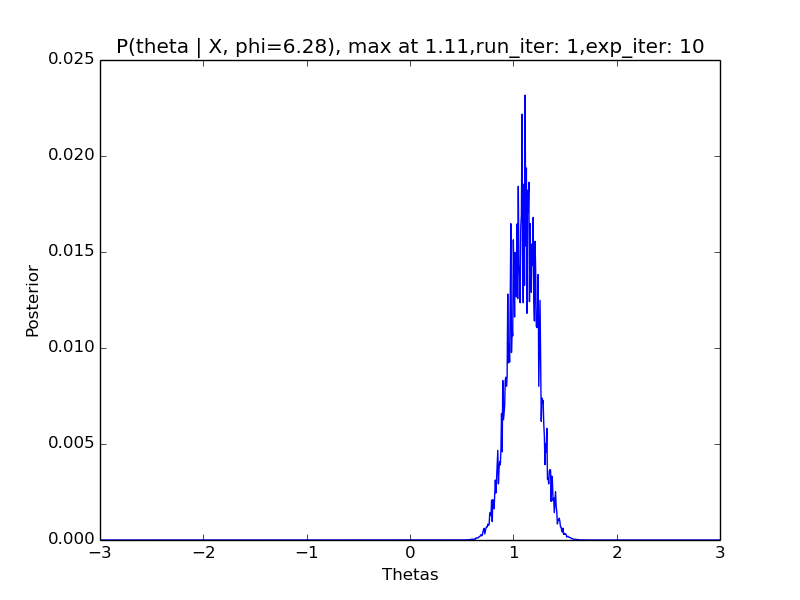 P(theta | X, phi=6.28), max at 1.11,run_iter: 1,exp_iter: 10
0.025
0.020
0.015
0.010
0.005
0.000
Posterior
−3 −2 −1 0 1 2 3
Thetas